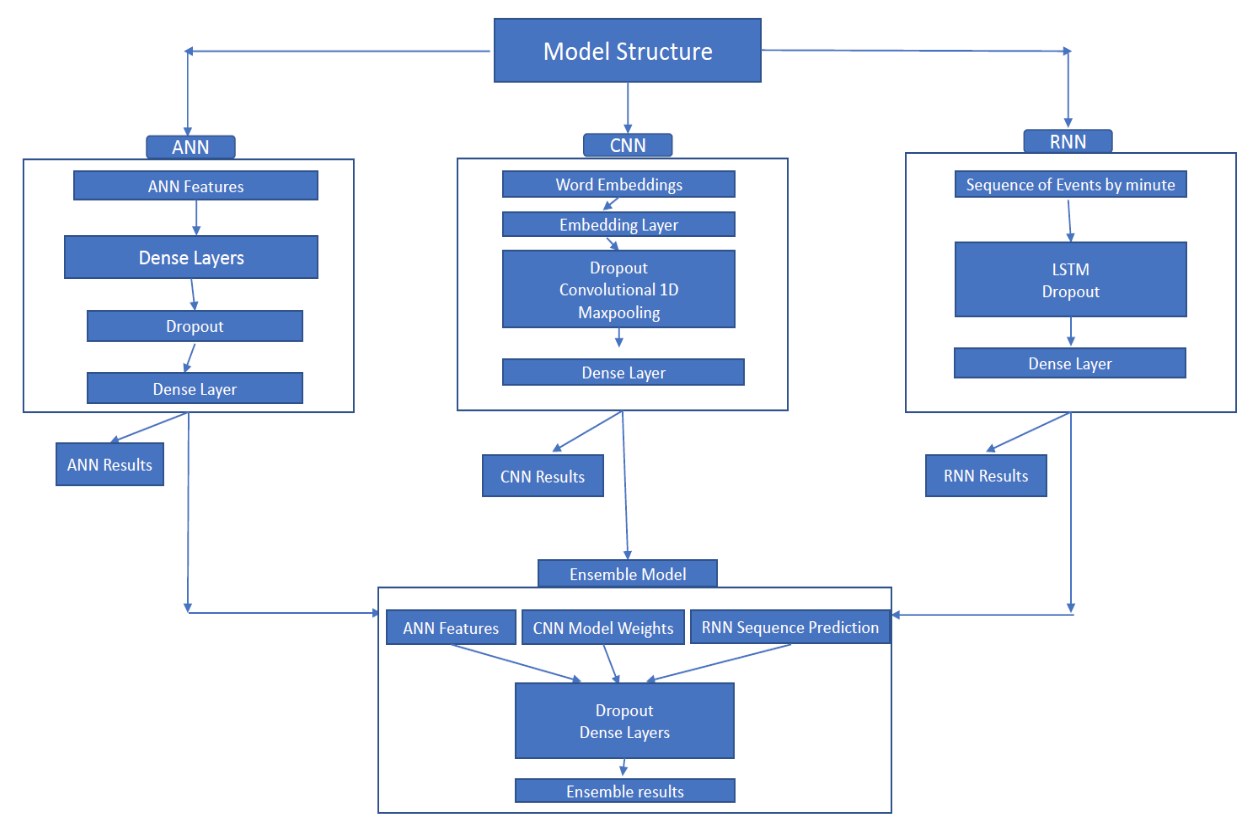 Model Structure
ANN
ANN Features
Dense Layers
Dropout
Dense Layer
ANN Results
CNN
Word Embeddings
Embedding Layer
Dropout
Convolutional 1D
Maxpooling
Dense Layer
CNN Results
RNN
Sequence of Events by minute
LSTM
Dropout
Dense Layer
RNN Results
Ensemble Model
ANN Features
CNN Model Weights
RNN Sequence Prediction
Dropout
Dense Layers
Ensemble results